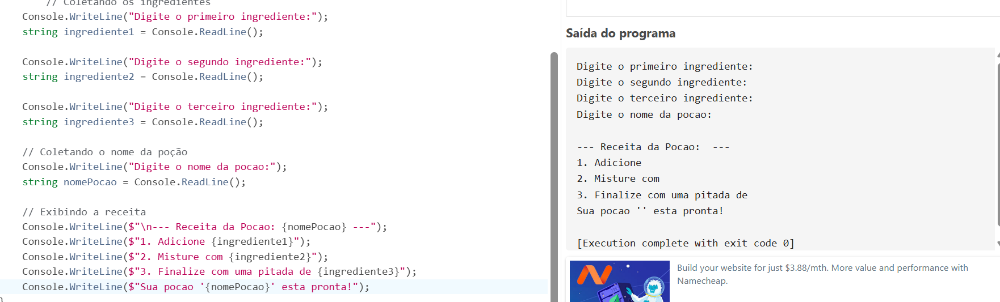 // Coletando os ingredientes
Console.WriteLine("Digite o primeiro ingrediente:");
string ingrediente1 = Console.ReadLine();
Console.WriteLine("Digite o segundo ingrediente:");
string ingrediente2 = Console.ReadLine();
Console.WriteLine("Digite o terceiro ingrediente:");
string ingrediente3 = Console.ReadLine();
// Coletando o nome da poção
Console.WriteLine("Digite o nome da pocao:");
string nomePocao = Console.ReadLine();
// Exibindo a receita
Console.WriteLine($"\n--- Receita da Pocao: {nomePocao} ---");
Console.WriteLine($"1. Adicione {ingrediente1}");
Console.WriteLine($"2. Misture com {ingrediente2}");
Console.WriteLine($"3. Finalize com uma pitada de {ingrediente3}");
Console.WriteLine($"Sua pocao '{nomePocao}' esta pronta!");
Saída do programa
Digite o primeiro ingrediente:
Digite o segundo ingrediente:
Digite o terceiro ingrediente:
Digite o nome da pocao:
--- Receita da Pocao:  ---
1. Adicione
2. Misture com
3. Finalize com uma pitada de
Sua pocao '' esta pronta!
[Execution complete with exit code 0]
Build your website for just $3.88/mth. More value and performance with
Namecheap.